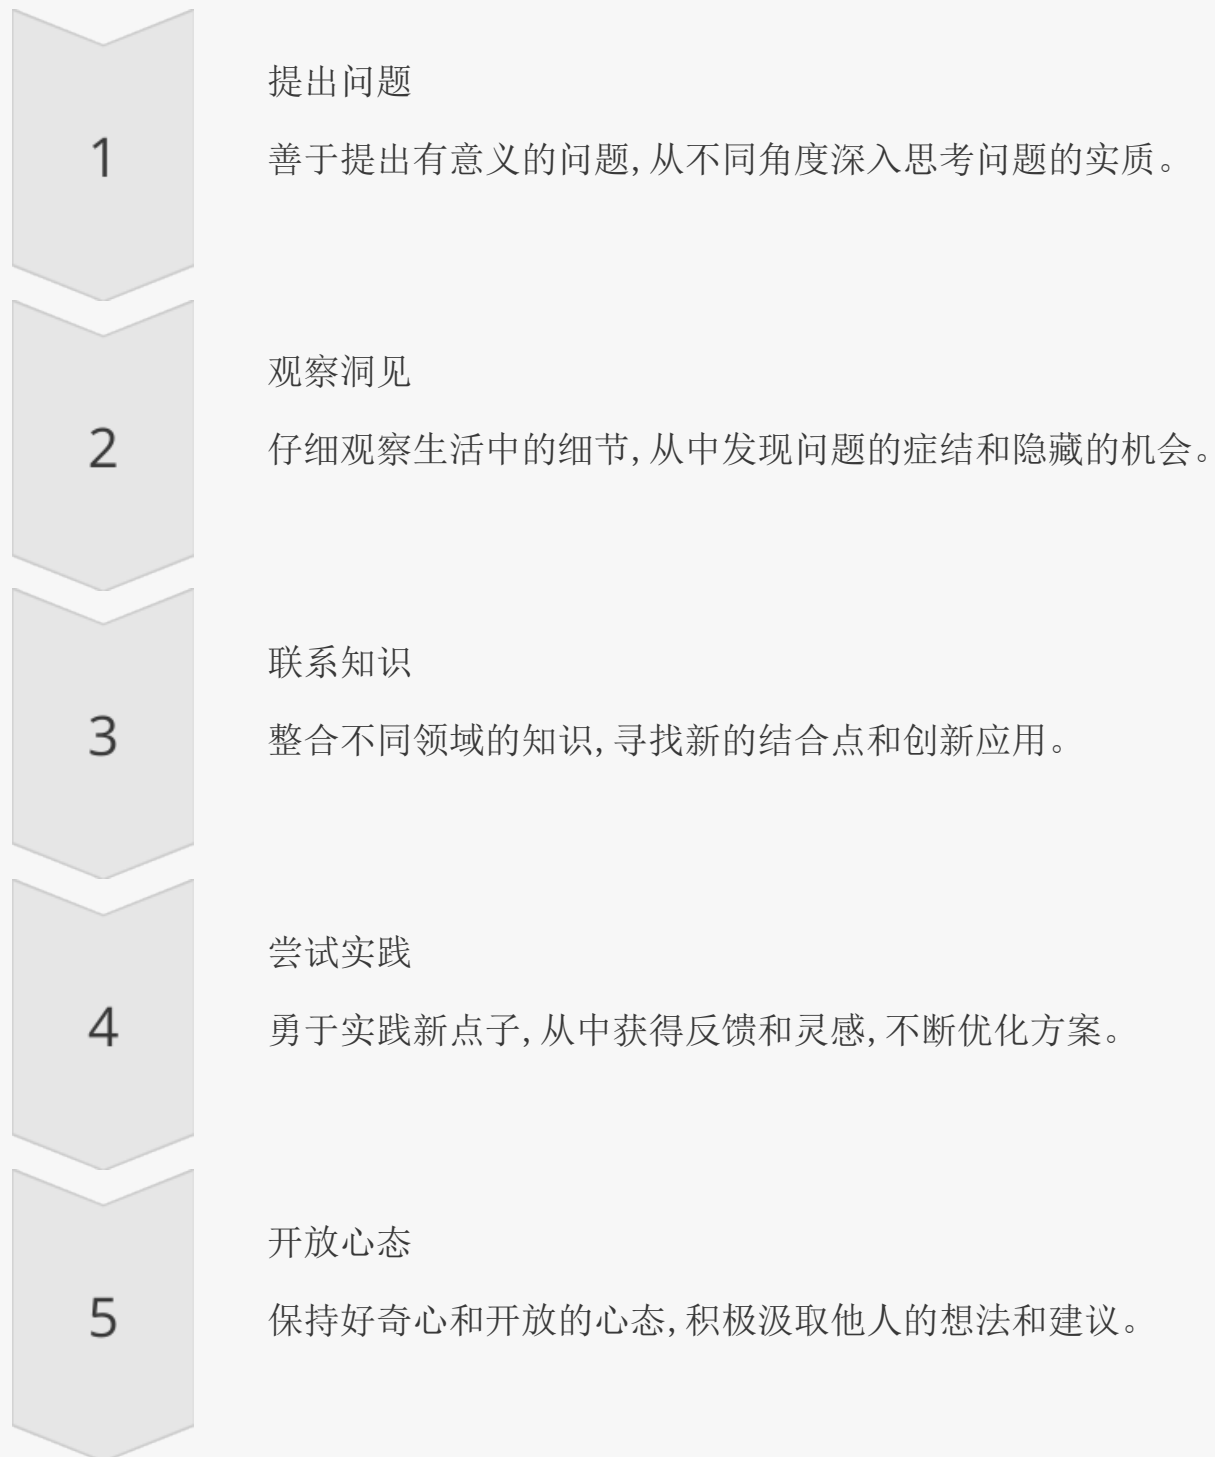 1
提出问题
善于提出有意义的问题,从不同角度深入思考问题的实质。
2
观察洞见
仔细观察生活中的细节,从中发现问题的症结和隐藏的机会。
3
联系知识
整合不同领域的知识,寻找新的结合点和创新应用。
4
尝试实践
勇于实践新点子,从中获得反馈和灵感,不断优化方案。
5
开放心态
保持好奇心和开放的心态,积极汲取他人的想法和建议。